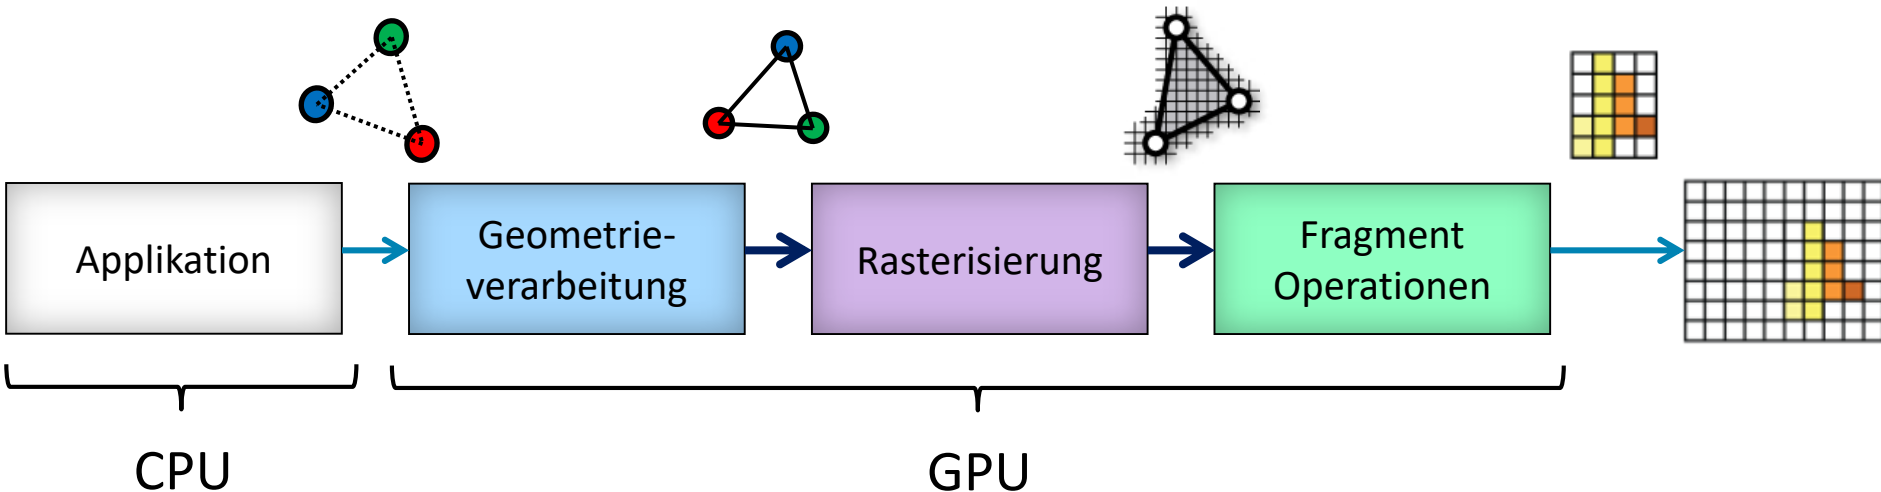 Applikation
Geometrie-
verarbeitung
Rasterisierung
Fragment
Operationen
CPU
GPU